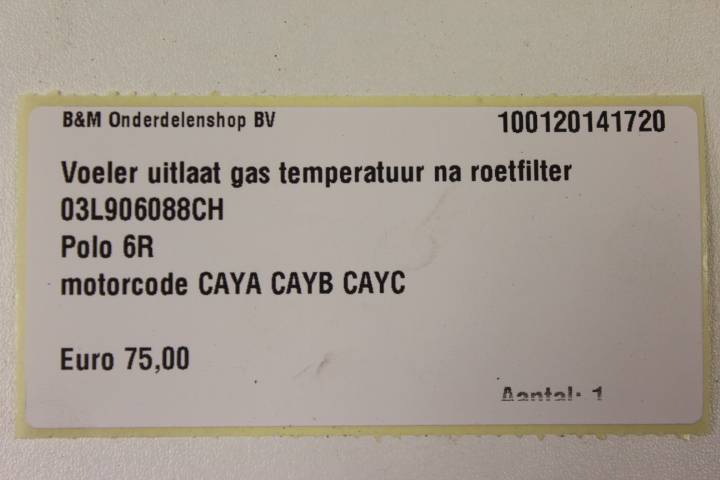 B&M Onderdelenshop BV 100120141720
Voeler uitlaat gas temperatuur na roetfilter
03L906088CH
Polo 6R
motorcode CAYA CAYB CAYC
Euro 75,00
Aantal: 1